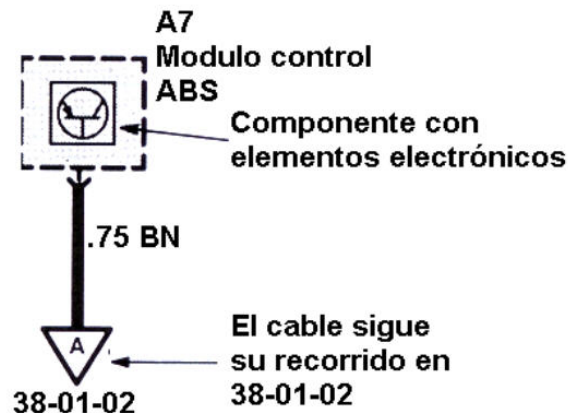 A7
Modulo control
ABS
Componente con
elementos electrónicos
.75 BN
A
El cable sigue
su recorrido en
38-01-02
38-01-02